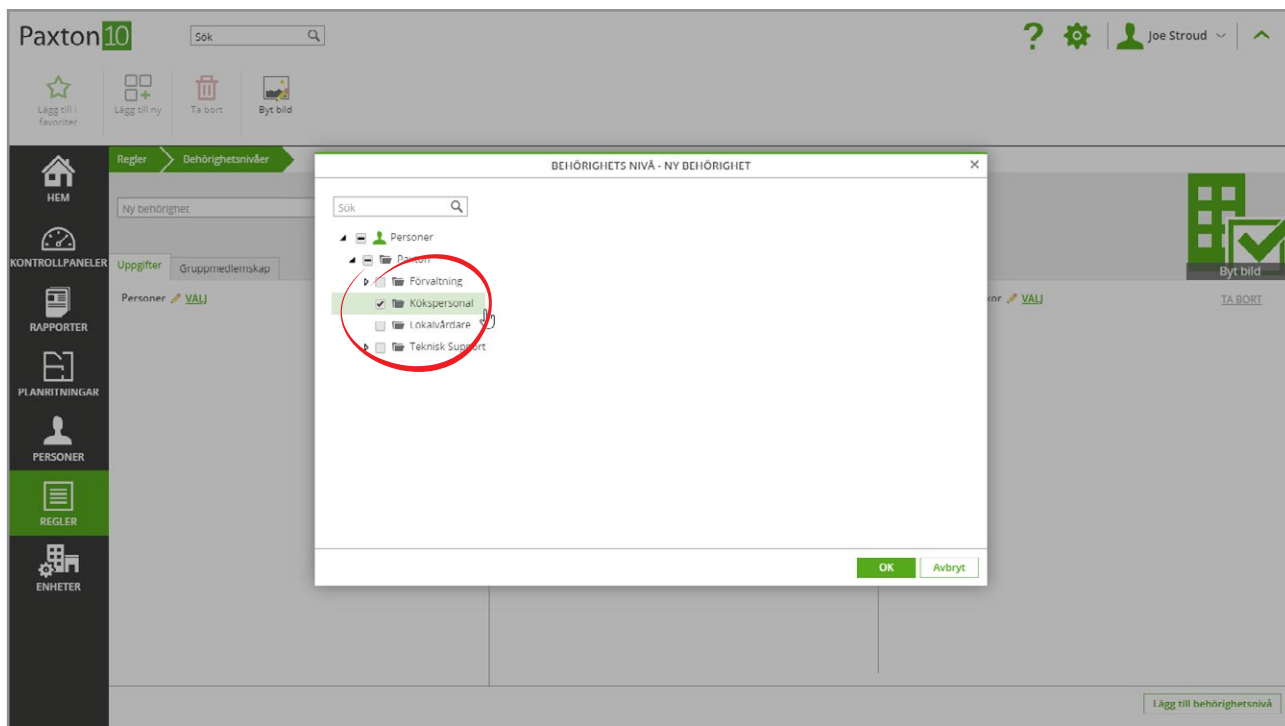 Paxton10
Sök
Joe Stroud
Lägg till i
favoriter
Lägg till ny
Ta bort
Byt bild
HEM
KONTROLLPANELER
RAPPORTER
PLANRITNINGAR
PERSONER
REGLER
ENHETER
Regler
Behörighetsnivåer
Ny behörighet
Uppgifter
Gruppmedlemskap
Personer VÄLJ
BEHÖRIGHETS NIVÅ - NY BEHÖRIGHET
Sök
Personer
Paxton
Förvaltning
Kökspersonal
Lokalvårdare
Teknisk Support
OK
Avbryt
Byt bild
VÄLJ
TA BORT
Lägg till behörighetsnivå